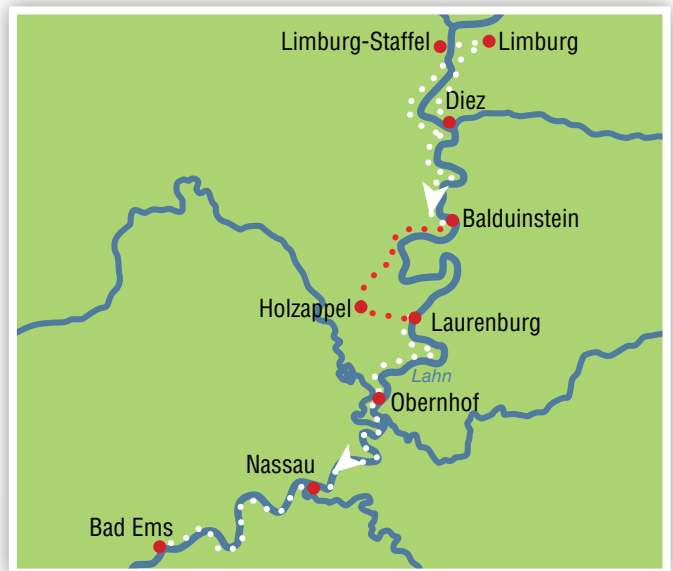 Limburg-Staffel
Limburg
Diez
Balduinstein
Holzappel
Laurenburg
Lahn
Obernhof
Nassau
Bad Ems